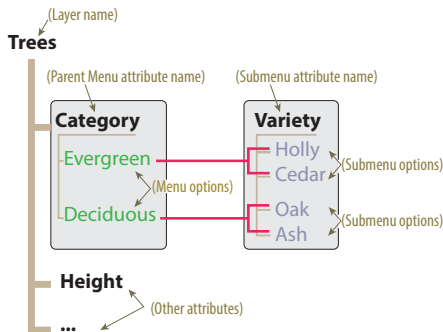 (Layer name)
Trees
(Parent Menu attribute name)
(Submenu attribute name)
Category
Variety
Evergreen
Holly
Cedar
(Submenu options)
(Menu options)
Deciduous
Oak
Ash
(Submenu options)
Height
(Other attributes)
...